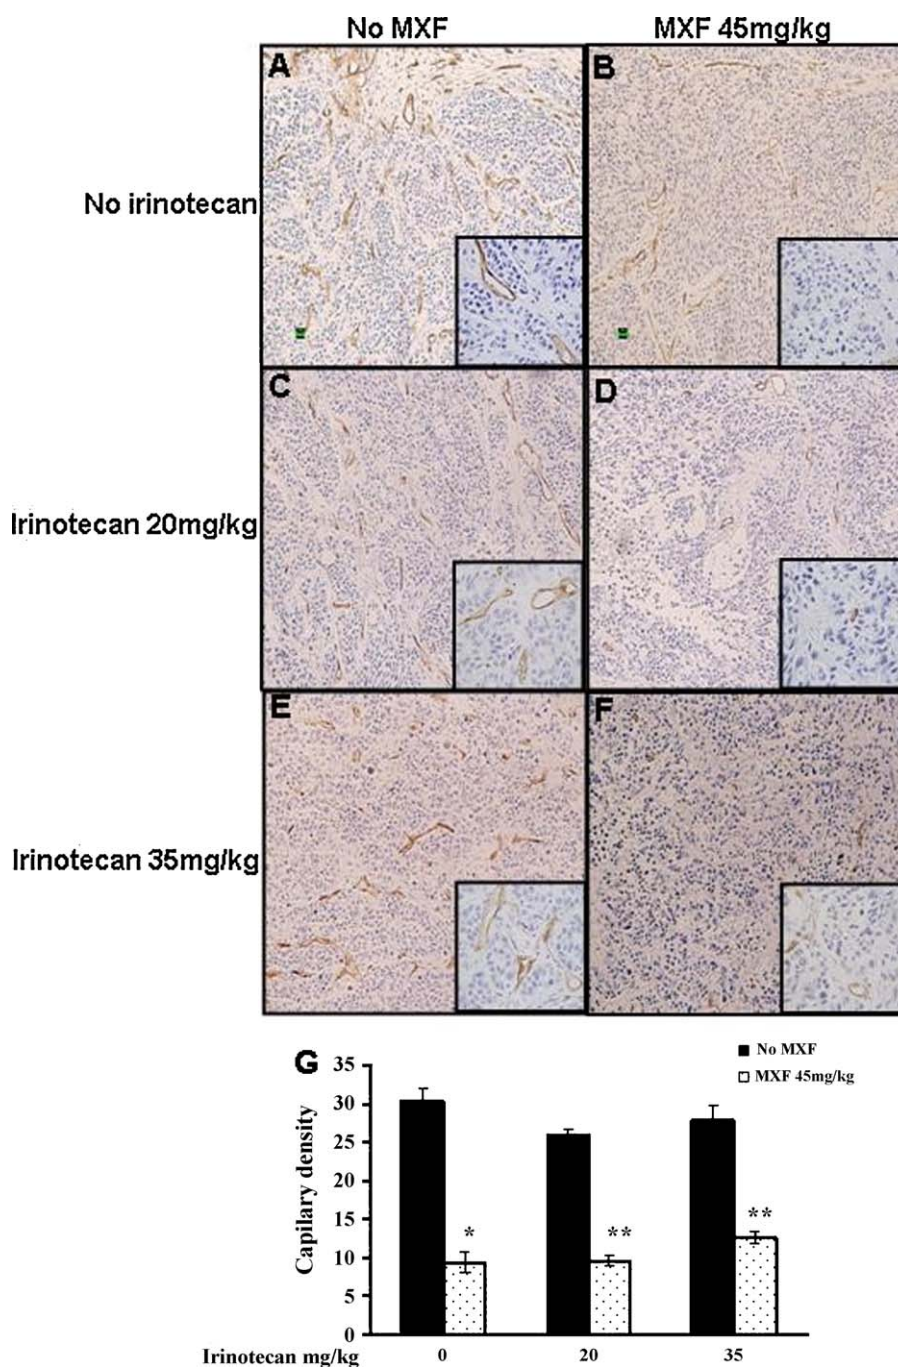 No MXF
MXF 45mg/kg
A
B
No irinotecan
C
D
Irinotecan 20mg/kg
E
F
Irinotecan 35mg/kg
G
No MXF
MXF 45mg/kg
35
30
25
20
15
10
5
0
Capilary density
*
**
**
Irinotecan mg/kg
0
20
35